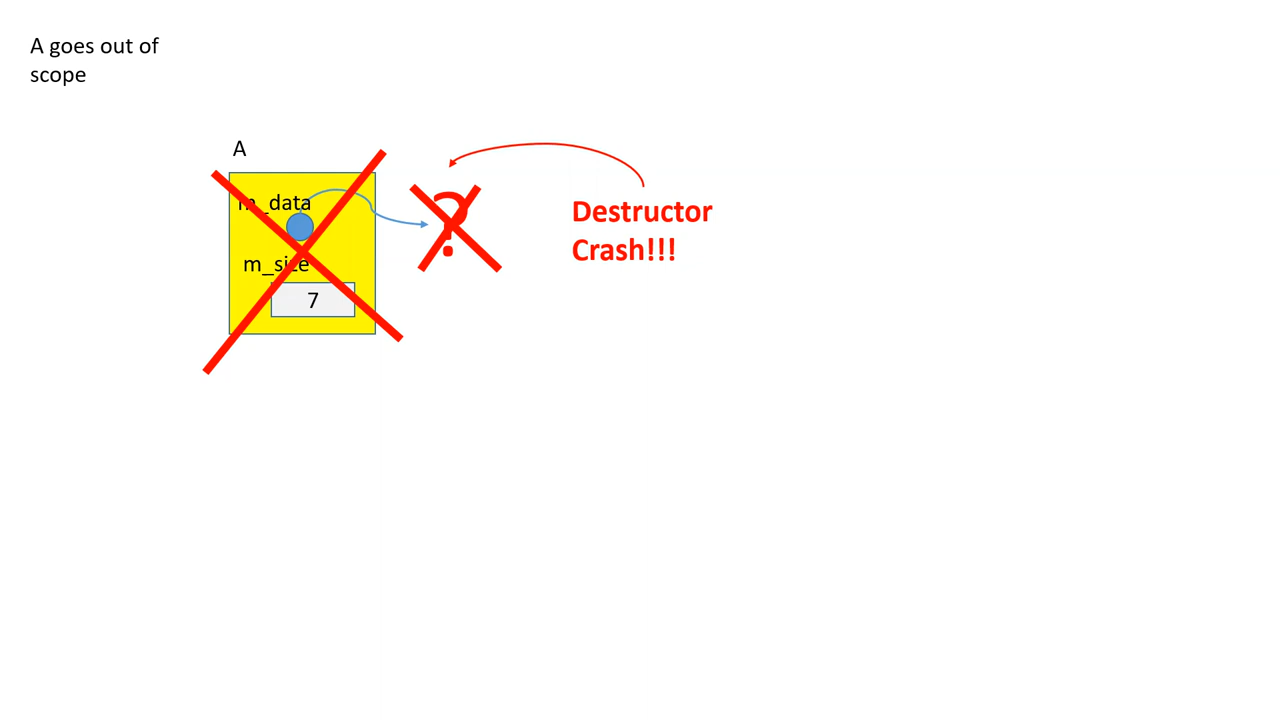 A goes out of
scope
A
m_data
?
m_size
7
Destructor
Crash!!!